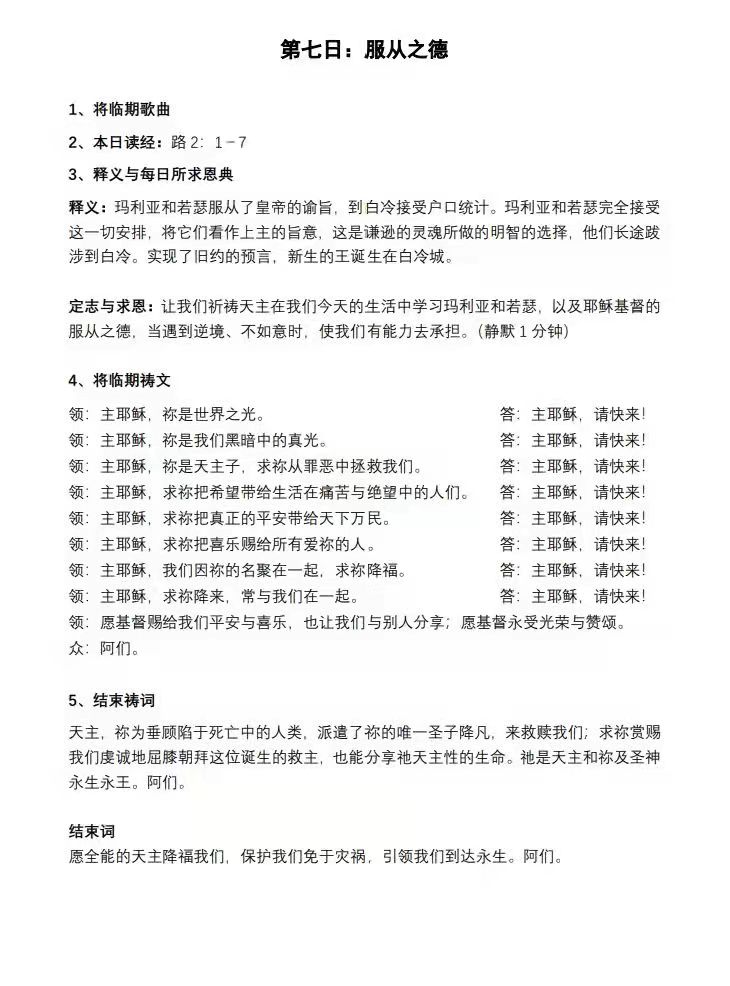 第七日：服从之德
1、将临期歌曲
2、本日读经：路 2：1－7
3、释义与每日所求恩典
释义：玛利亚和若瑟服从了皇帝的谕旨，到白冷接受户口统计。玛利亚和若瑟完全接受
这一切安排，将它们看作上主的旨意，这是谦逊的灵魂所做的明智的选择，他们长途跋
涉到白冷。实现了旧约的预言，新生的王诞生在白冷城。
定志与求恩：让我们祈祷天主在我们今天的生活中学习玛利亚和若瑟，以及耶稣基督的
服从之德，当遇到逆境、不如意时，使我们有能力去承担。（静默 1 分钟）
4、将临期祷文
领：主耶稣，祢是世界之光。 答：主耶稣，请快来！
领：主耶稣，祢是我们黑暗中的真光。 答：主耶稣，请快来！
领：主耶稣，祢是天主子，求祢从罪恶中拯救我们。 答：主耶稣，请快来！
领：主耶稣，求祢把希望带给生活在痛苦与绝望中的人们。 答：主耶稣，请快来！
领：主耶稣，求祢把真正的平安带给天下万民。 答：主耶稣，请快来！
领：主耶稣，求祢把喜乐赐给所有爱祢的人。 答：主耶稣，请快来！
领：主耶稣，我们因祢的名聚在一起，求祢降福。 答：主耶稣，请快来！
领：主耶稣，求祢降来，常与我们在一起。 答：主耶稣，请快来！
领：愿基督赐给我们平安与喜乐，也让我们与别人分享；愿基督永受光荣与赞颂。
众：阿们。
5、结束祷词
天主，祢为垂顾陷于死亡中的人类，派遣了祢的唯一圣子降凡，来救赎我们；求祢赏赐
我们虔诚地屈膝朝拜这位诞生的救主，也能分享祂天主性的生命。祂是天主和祢及圣神
永生永王。阿们。
结束词
愿全能的天主降福我们，保护我们免于灾祸，引领我们到达永生。阿们。